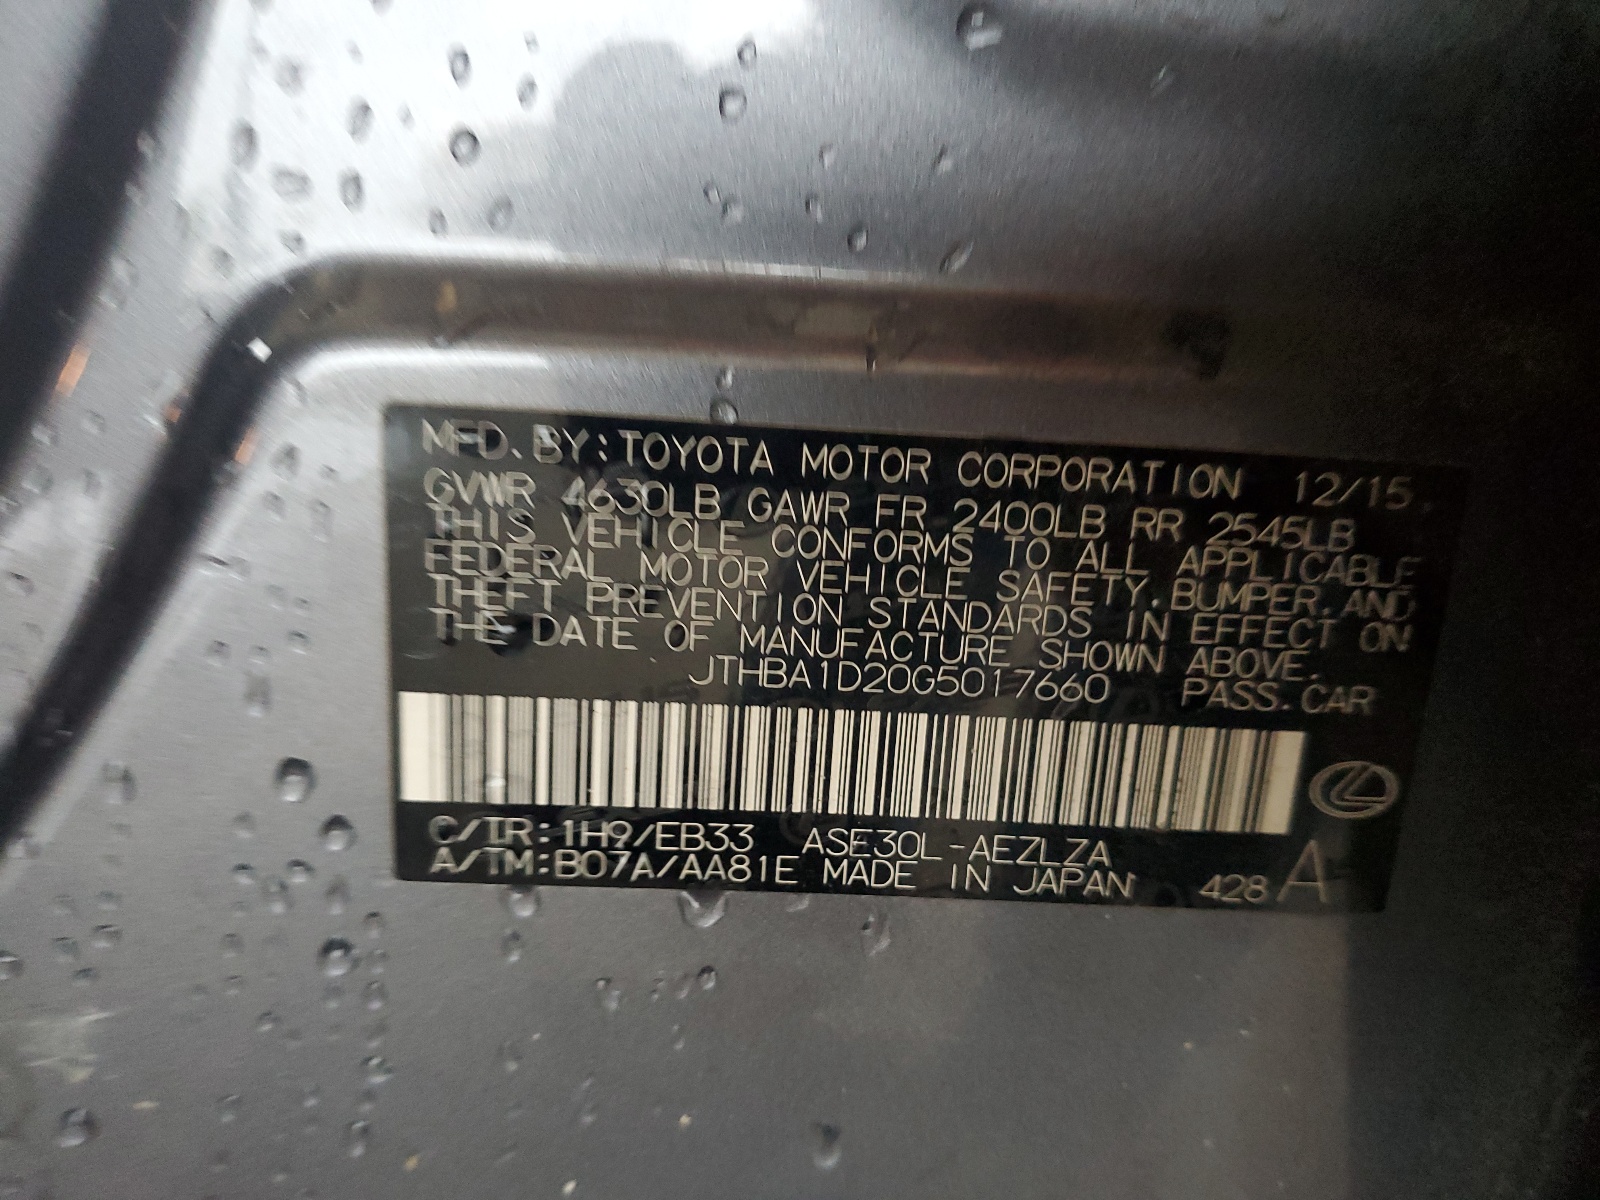 MFD. BY: TOYOTA MOTOR CORPORATION 12/15
GVWR 4630LB GAWR FR 2400LB RR 2545LB
THIS VEHICLE CONFORMS TO ALL APPLICABLE
FEDERAL MOTOR VEHICLE SAFETY, BUMPER, AND
THEFT PREVENTION STANDARDS IN EFFECT ON
THE DATE OF MANUFACTURE SHOWN ABOVE.
JTHBA1D20G5017660 PASS. CAR
C/TR: 1H9/EB33 ASE30L-AEZLZA
A/TM: B07A/AA81E MADE IN JAPAN 428 A